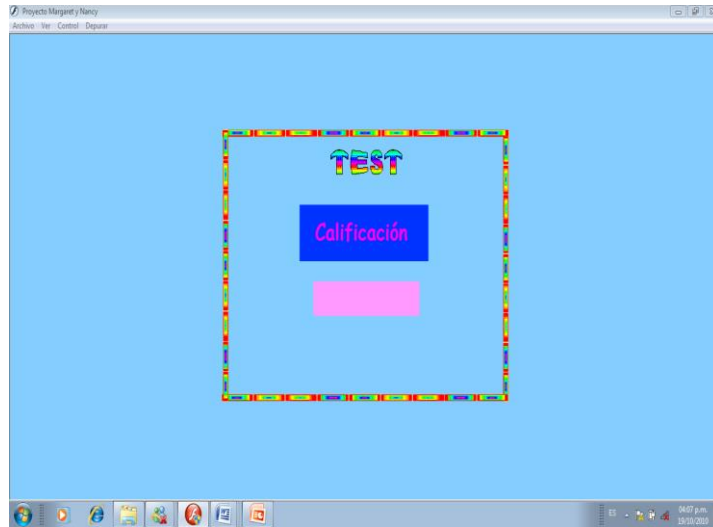 Proyecto Margaret y Nancy
Archivo Ver Control Depurar
TEST
Calificación
ES
04:07 p.m.
19/10/2010